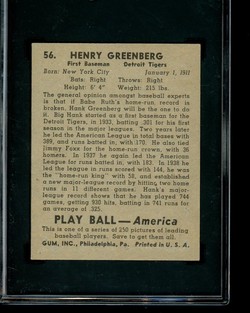 56. HENRY GREENBERG
First Baseman Detroit Tigers
Born: New York City January 1, 1911
Bats: Right Throws: Right
Height: 6' 4" Weight: 215 lbs.
The general opinion amongst baseball experts
is that if Babe Ruth's home-run record is
broken, Hank Greenberg will be the one to do
it. Big Hank started as a first baseman for the
Detroit Tigers, in 1933, batting .301 for his first
season in the major leagues. Two years later
he led the American League in total bases with
389, and runs batted in, with 170. He also tied
Jimmy Foxx for the home-run crown, with 36
homers. In 1937 he again led the American
League for runs batted in, with 183. In 1938 he
led the league in runs scoring, with 144, he
was the "home-run king" with 58, and established
a new major-league record by hitting, two home
runs in 11 different games. Hank's major-
league record shows that he has played 744
games, getting 938 hits, batting in 741 runs for
an average of .325.
PLAY BALL — America
This is one of a series of 250 pictures of leading
baseball players. Save to get them all.
GUM, INC., Philadelphia, Pa. Printed in U. S. A.